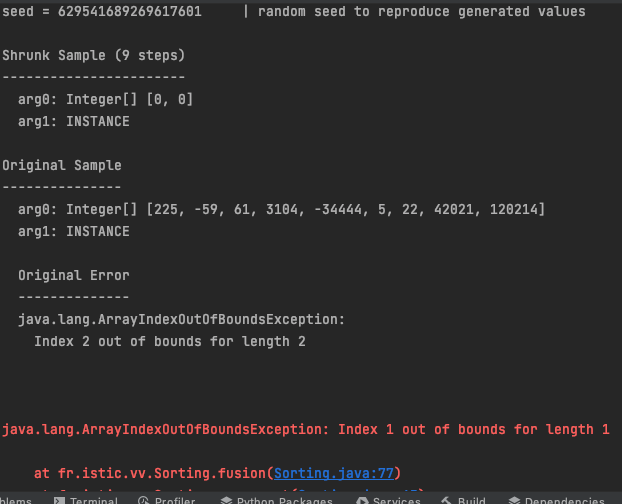 seed = 629541689269617601     | random seed to reproduce generated values
Shrunk Sample (9 steps)
-----------------------
arg0: Integer[] [0, 0]
arg1: INSTANCE
Original Sample
---------------
arg0: Integer[] [225, -59, 61, 3104, -34444, 5, 22, 42021, 120214]
arg1: INSTANCE
Original Error
--------------
java.lang.ArrayIndexOutOfBoundsException:
Index 2 out of bounds for length 2
java.lang.ArrayIndexOutOfBoundsException: Index 1 out of bounds for length 1
at fr.istic.vv.Sorting.fusion(Sorting.java:77)
Terminal Profiler Python Packages Services Build Dependencies